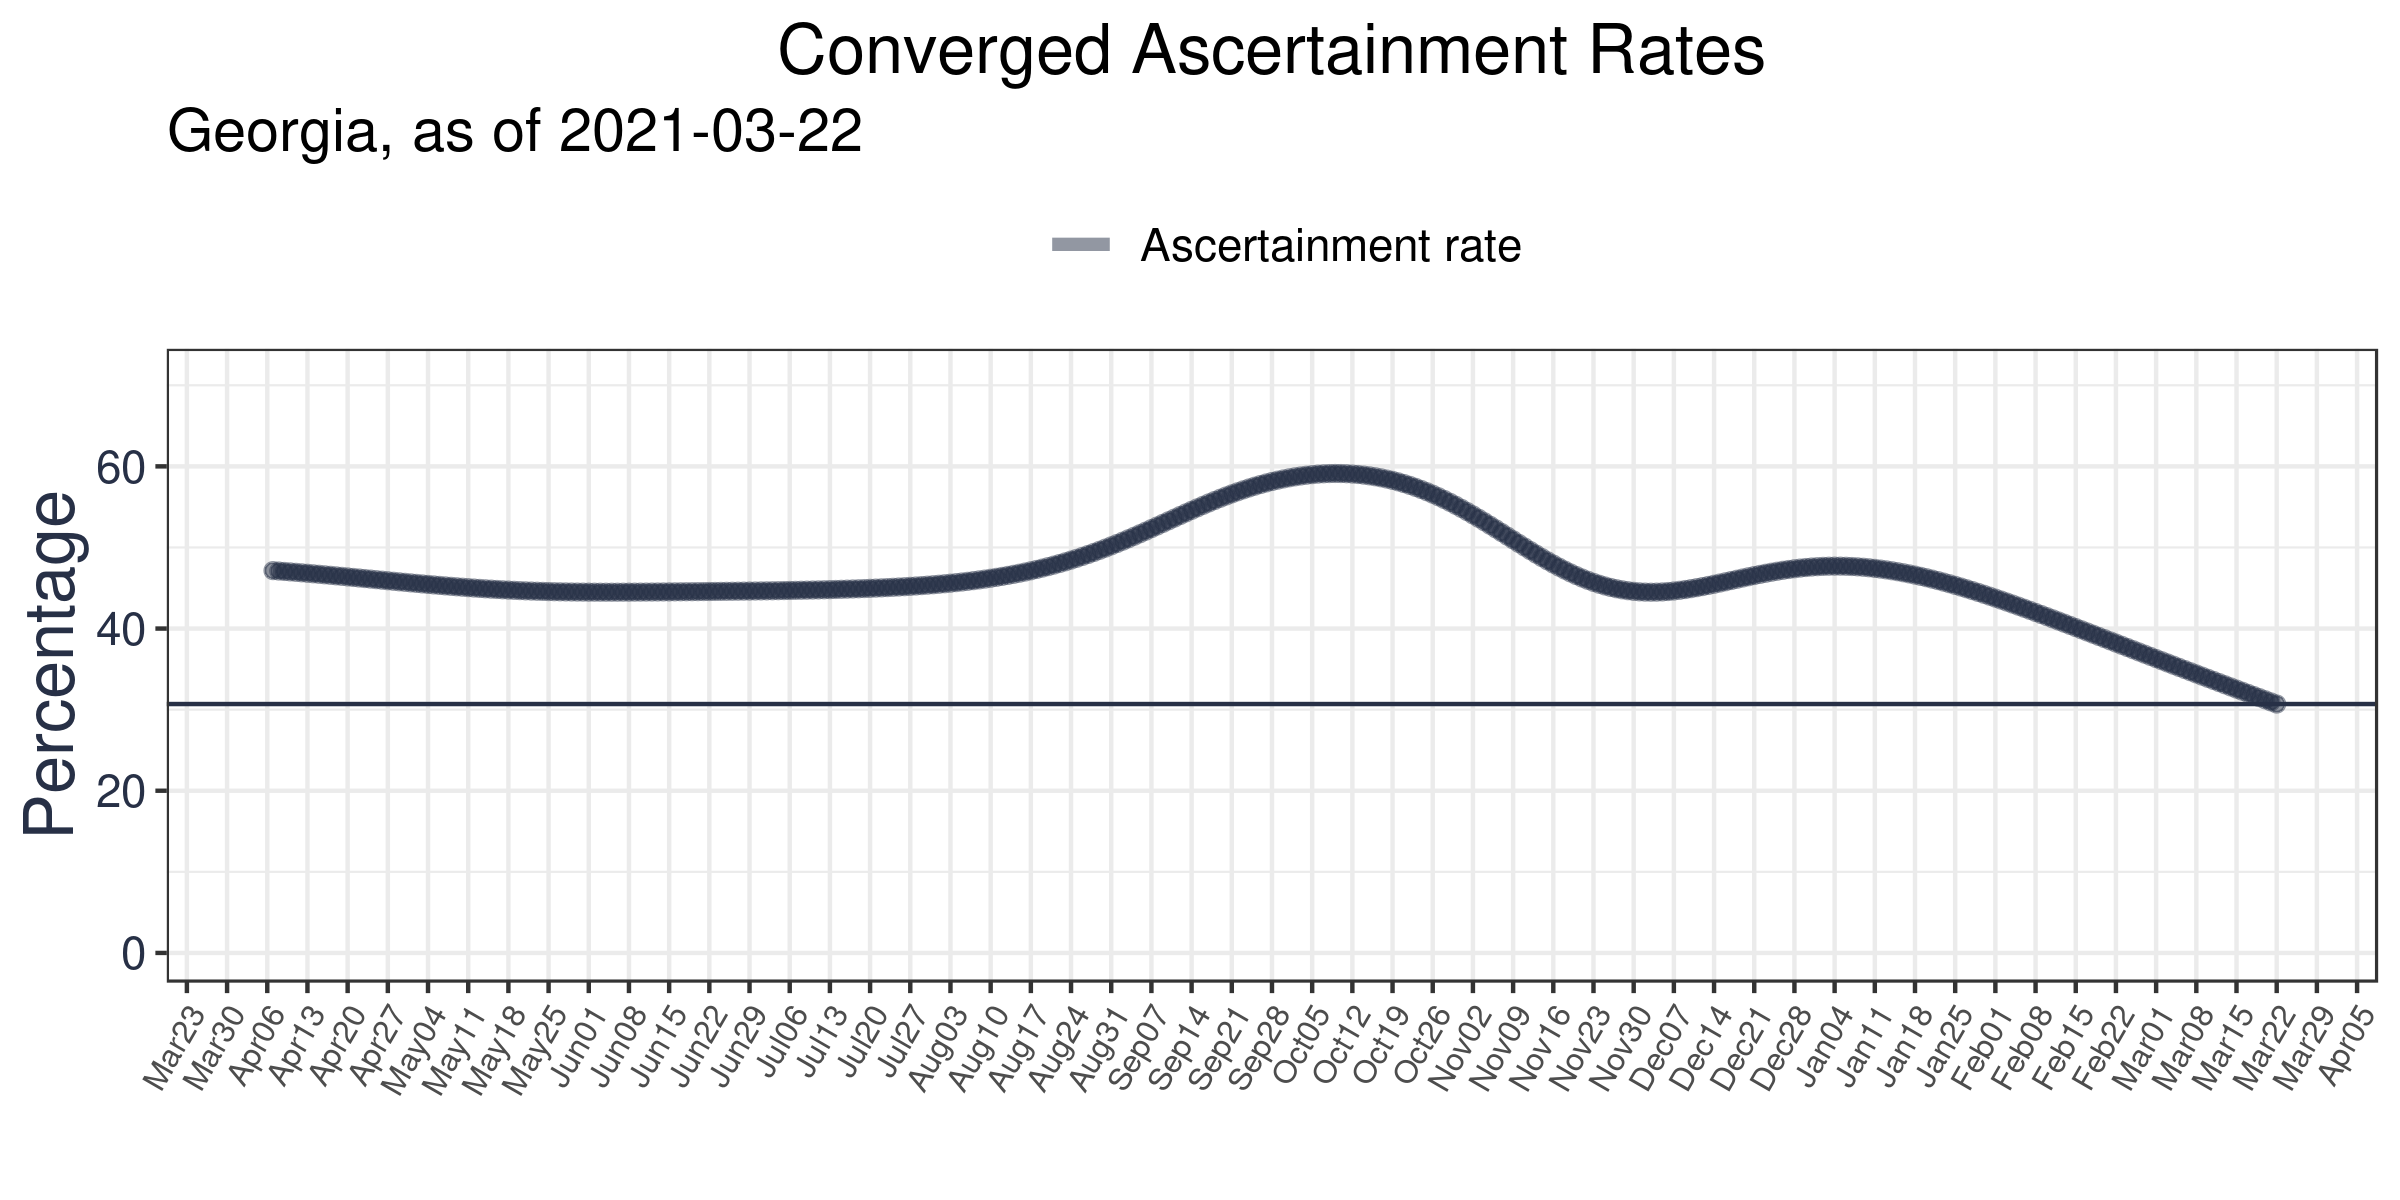 Converged Ascertainment Rates
Georgia, as of 2021-03-22
Ascertainment rate
Percentage
60
40
20
0
Mar23
Mar30
Apr06
Apr13
Apr20
Apr27
May04
May11
May18
May25
Jun01
Jun08
Jun15
Jun22
Jun29
Jul06
Jul13
Jul20
Jul27
Aug03
Aug10
Aug17
Aug24
Aug31
Sep07
Sep14
Sep21
Sep28
Oct05
Oct12
Oct19
Oct26
Nov02
Nov09
Nov16
Nov23
Nov30
Dec07
Dec14
Dec21
Dec28
Jan04
Jan11
Jan18
Jan25
Feb01
Feb08
Feb15
Feb22
Mar01
Mar08
Mar15
Mar22
Mar29
Apr05